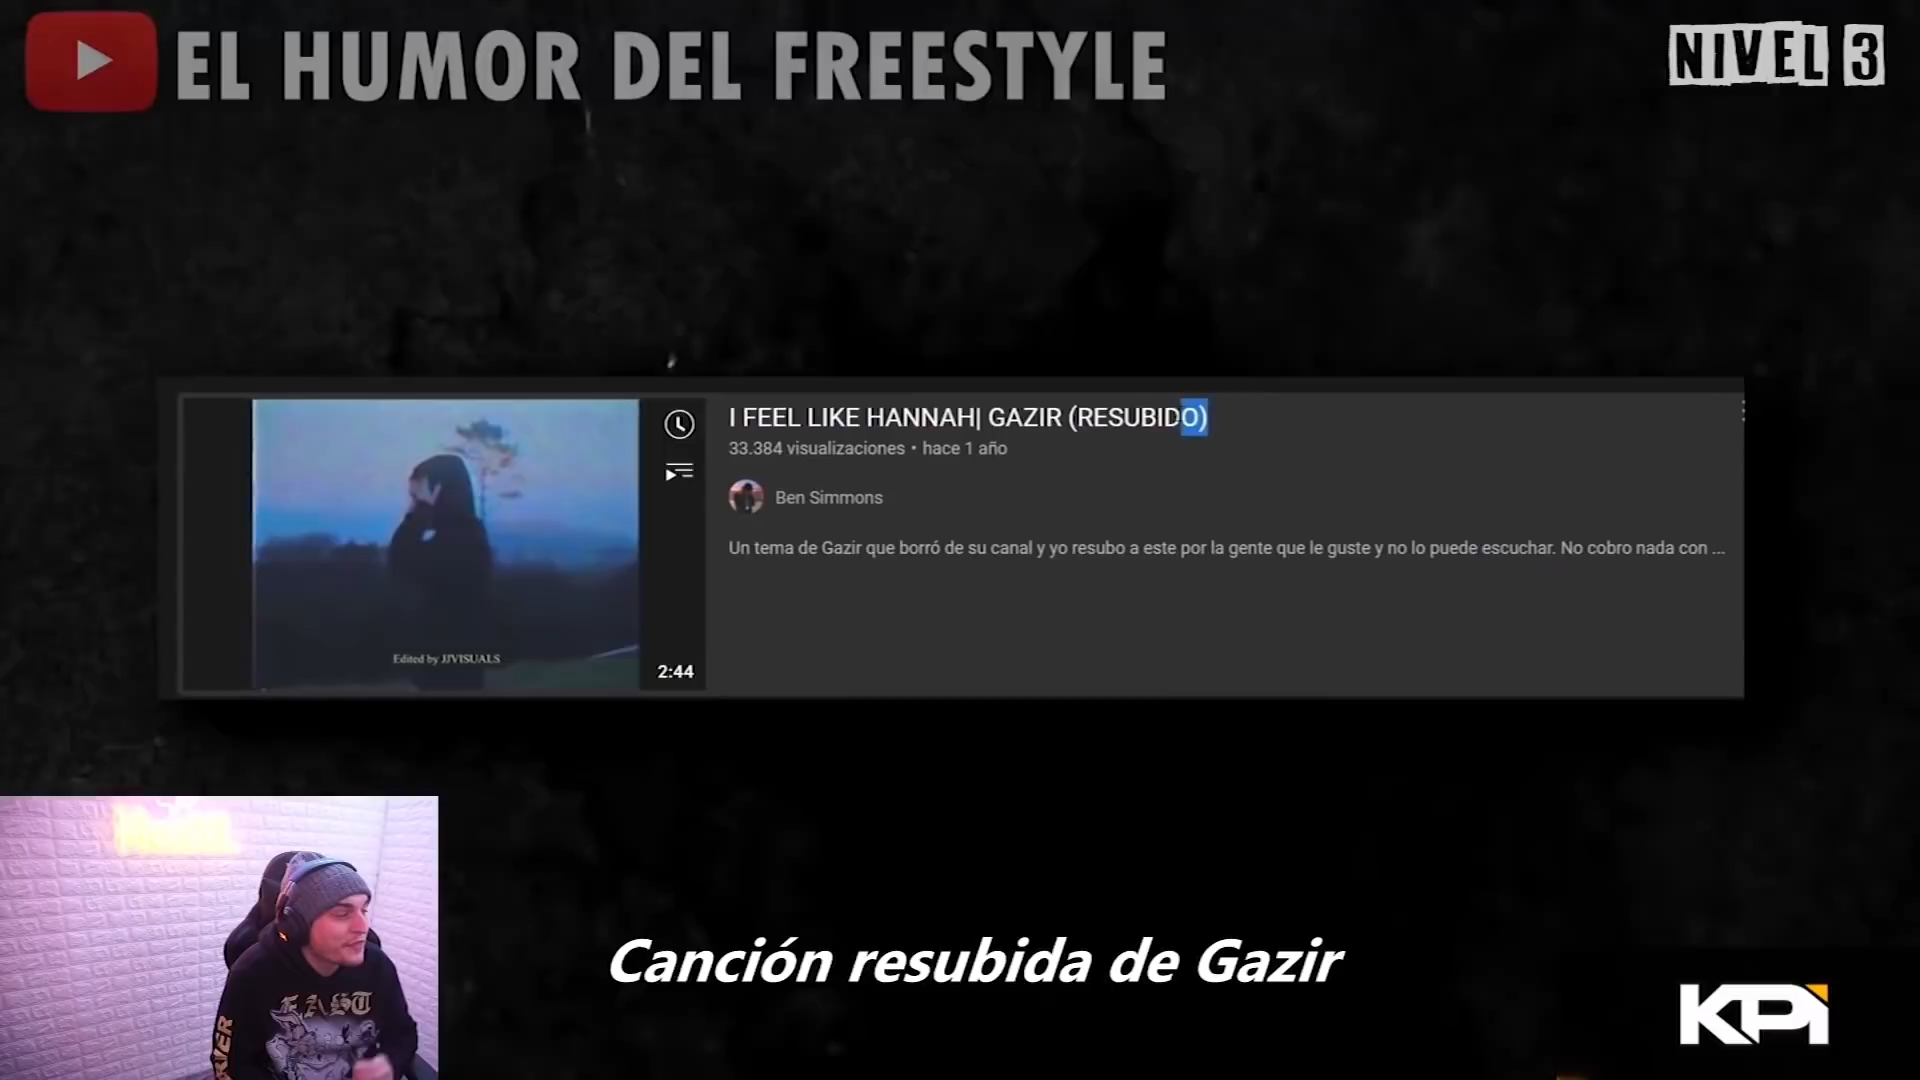 EL HUMOR DEL FREESTYLE
NIVEL 3
I FEEL LIKE HANNAH| GAZIR (RESUBIDO)
33.384 visualizaciones • hace 1 año
Ben Simmons
Un tema de Gazir que borró de su canal y yo resubo a este por la gente que le guste y no lo puede escuchar. No cobro nada con ...
Edited by JJVISUALS
2:44
EAST
Canción resubida de Gazir
KPi